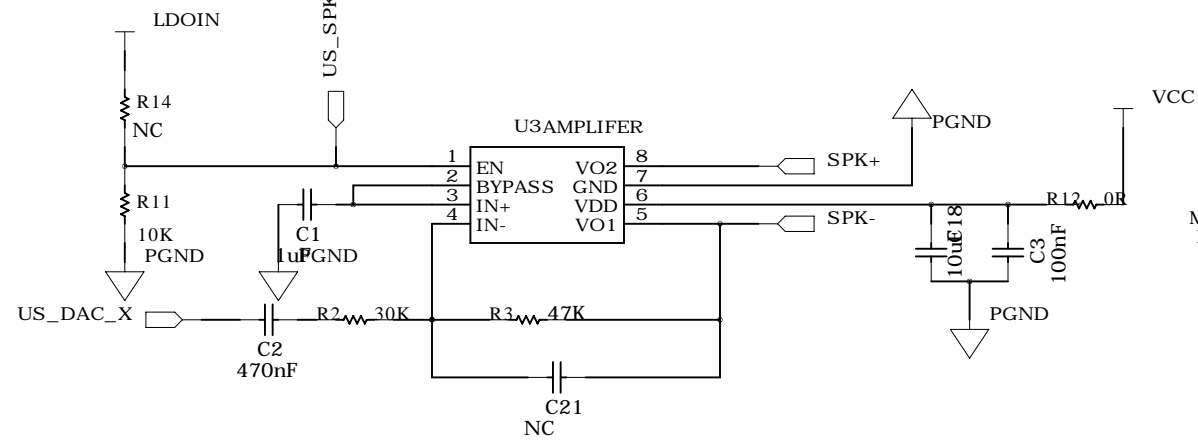 LDOIN
US_SPK
R14
NC
VCC
PGND
U3AMPLIFER
1 EN
2 BYPASS
3 IN+
4 IN-
VO2 8
GND 7
VDD 6
VO1 5
SPK+
SPK-
R11
10K
PGND
C1
1uF
PGND
R12 0R
C18
10uF
C3
100nF
PGND
US_DAC_X
C2
470nF
R2 30K
R3 47K
C21
NC